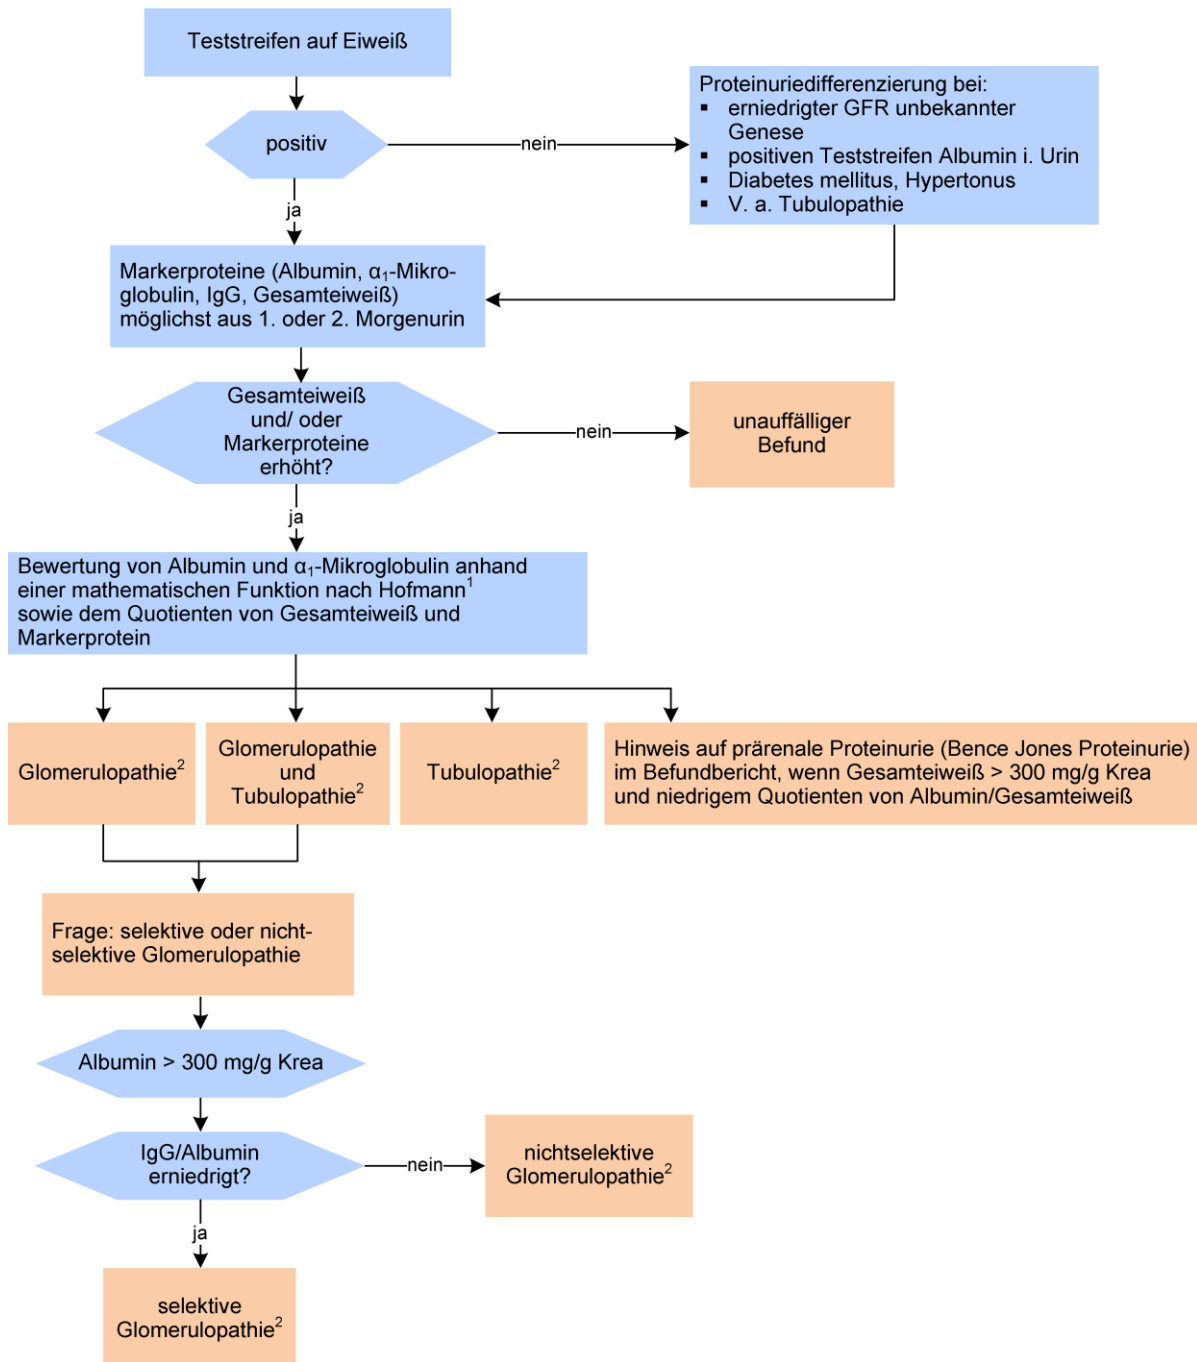 Teststreifen auf Eiweiß
positiv
nein
Proteinuriedifferenzierung bei:
▪ erniedrigter GFR unbekannter
Genese
▪ positiven Teststreifen Albumin i. Urin
▪ Diabetes mellitus, Hypertonus
▪ V. a. Tubulopathie
ja
Markerproteine (Albumin, α₁-Mikro-
globulin, IgG, Gesamteiweiß)
möglichst aus 1. oder 2. Morgenurin
Gesamteiweiß
und/ oder
Markerproteine
erhöht?
nein
unauffälliger
Befund
ja
Bewertung von Albumin und α₁-Mikroglobulin anhand
einer mathematischen Funktion nach Hofmann¹
sowie dem Quotienten von Gesamteiweiß und
Markerprotein
Glomerulopathie²
Glomerulopathie
und
Tubulopathie²
Tubulopathie²
Hinweis auf prärenale Proteinurie (Bence Jones Proteinurie)
im Befundbericht, wenn Gesamteiweiß > 300 mg/g Krea
und niedrigem Quotienten von Albumin/Gesamteiweiß
Frage: selektive oder nicht-
selektive Glomerulopathie
Albumin > 300 mg/g Krea
IgG/Albumin
erniedrigt?
nein
nichtselektive
Glomerulopathie²
ja
selektive
Glomerulopathie²